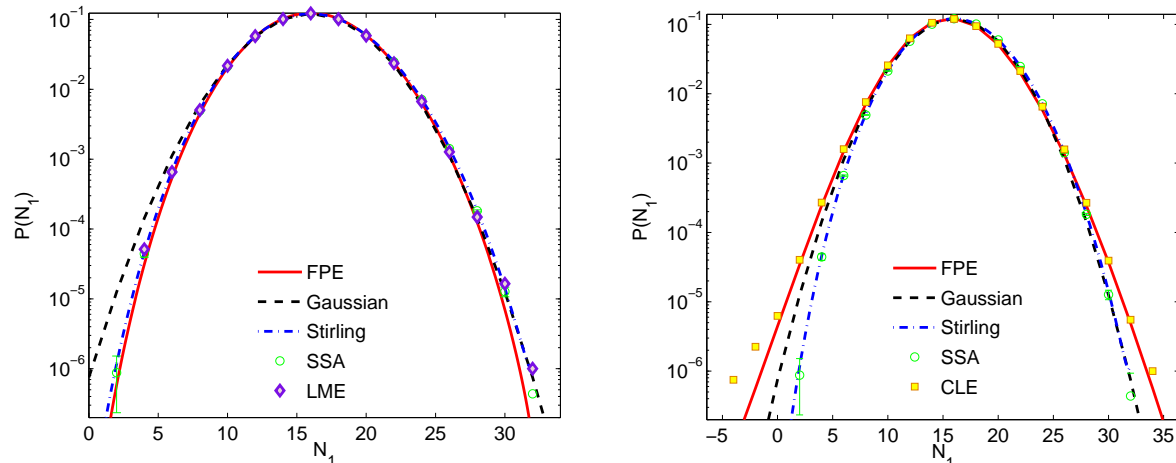 10^-1
10^-2
10^-3
10^-4
10^-5
10^-6
P(N_1)
0 5 10 15 20 25 30
N_1
FPE
Gaussian
Stirling
SSA
LME
10^-1
10^-2
10^-3
10^-4
10^-5
10^-6
P(N_1)
−5 0 5 10 15 20 25 30 35
N_1
FPE
Gaussian
Stirling
SSA
CLE